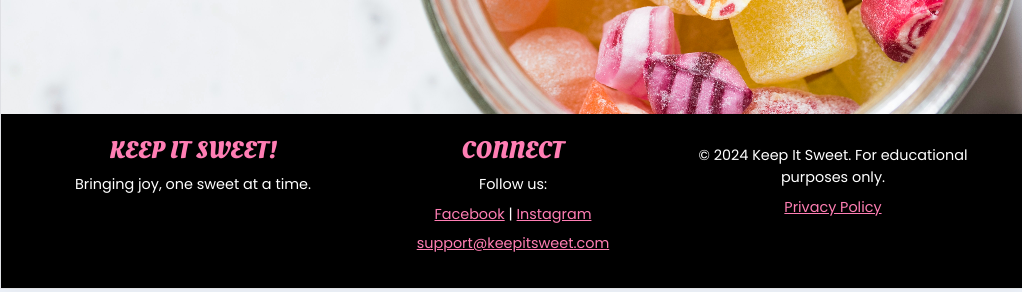 KEEP IT SWEET!
Bringing joy, one sweet at a time.
CONNECT
Follow us:
Facebook | Instagram
support@keepitsweet.com
© 2024 Keep It Sweet. For educational
purposes only.
Privacy Policy